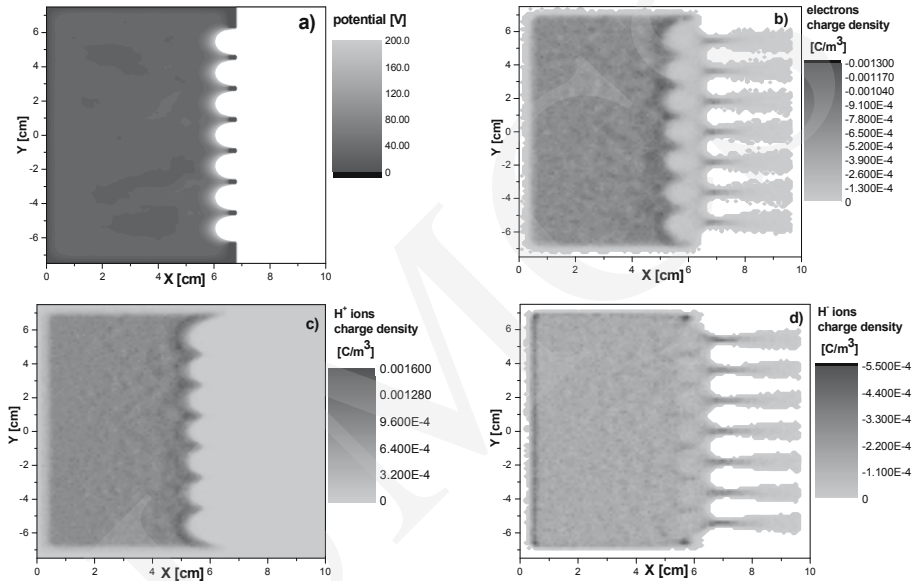 a)
potential [V]
200.0
160.0
120.0
80.00
40.00
0
6
4
2
0
-2
-4
-6
Y [cm]
0 2 4 6 8 10
X [cm]
b)
electrons
charge density
[C/m³]
-0.001300
-0.001170
-0.001040
-9.100E-4
-7.800E-4
-6.500E-4
-5.200E-4
-3.900E-4
-2.600E-4
-1.300E-4
0
6
4
2
0
-2
-4
-6
Y [cm]
0 2 4 6 8 10
X [cm]
c)
H⁺ ions
charge density
[C/m³]
0.001600
0.001280
9.600E-4
6.400E-4
3.200E-4
0
6
4
2
0
-2
-4
-6
Y [cm]
0 2 4 6 8 10
X [cm]
d)
H⁻ ions
charge density
[C/m³]
-5.500E-4
-4.400E-4
-3.300E-4
-2.200E-4
-1.100E-4
0
6
4
2
0
-2
-4
-6
Y [cm]
0 2 4 6 8 10
X [cm]